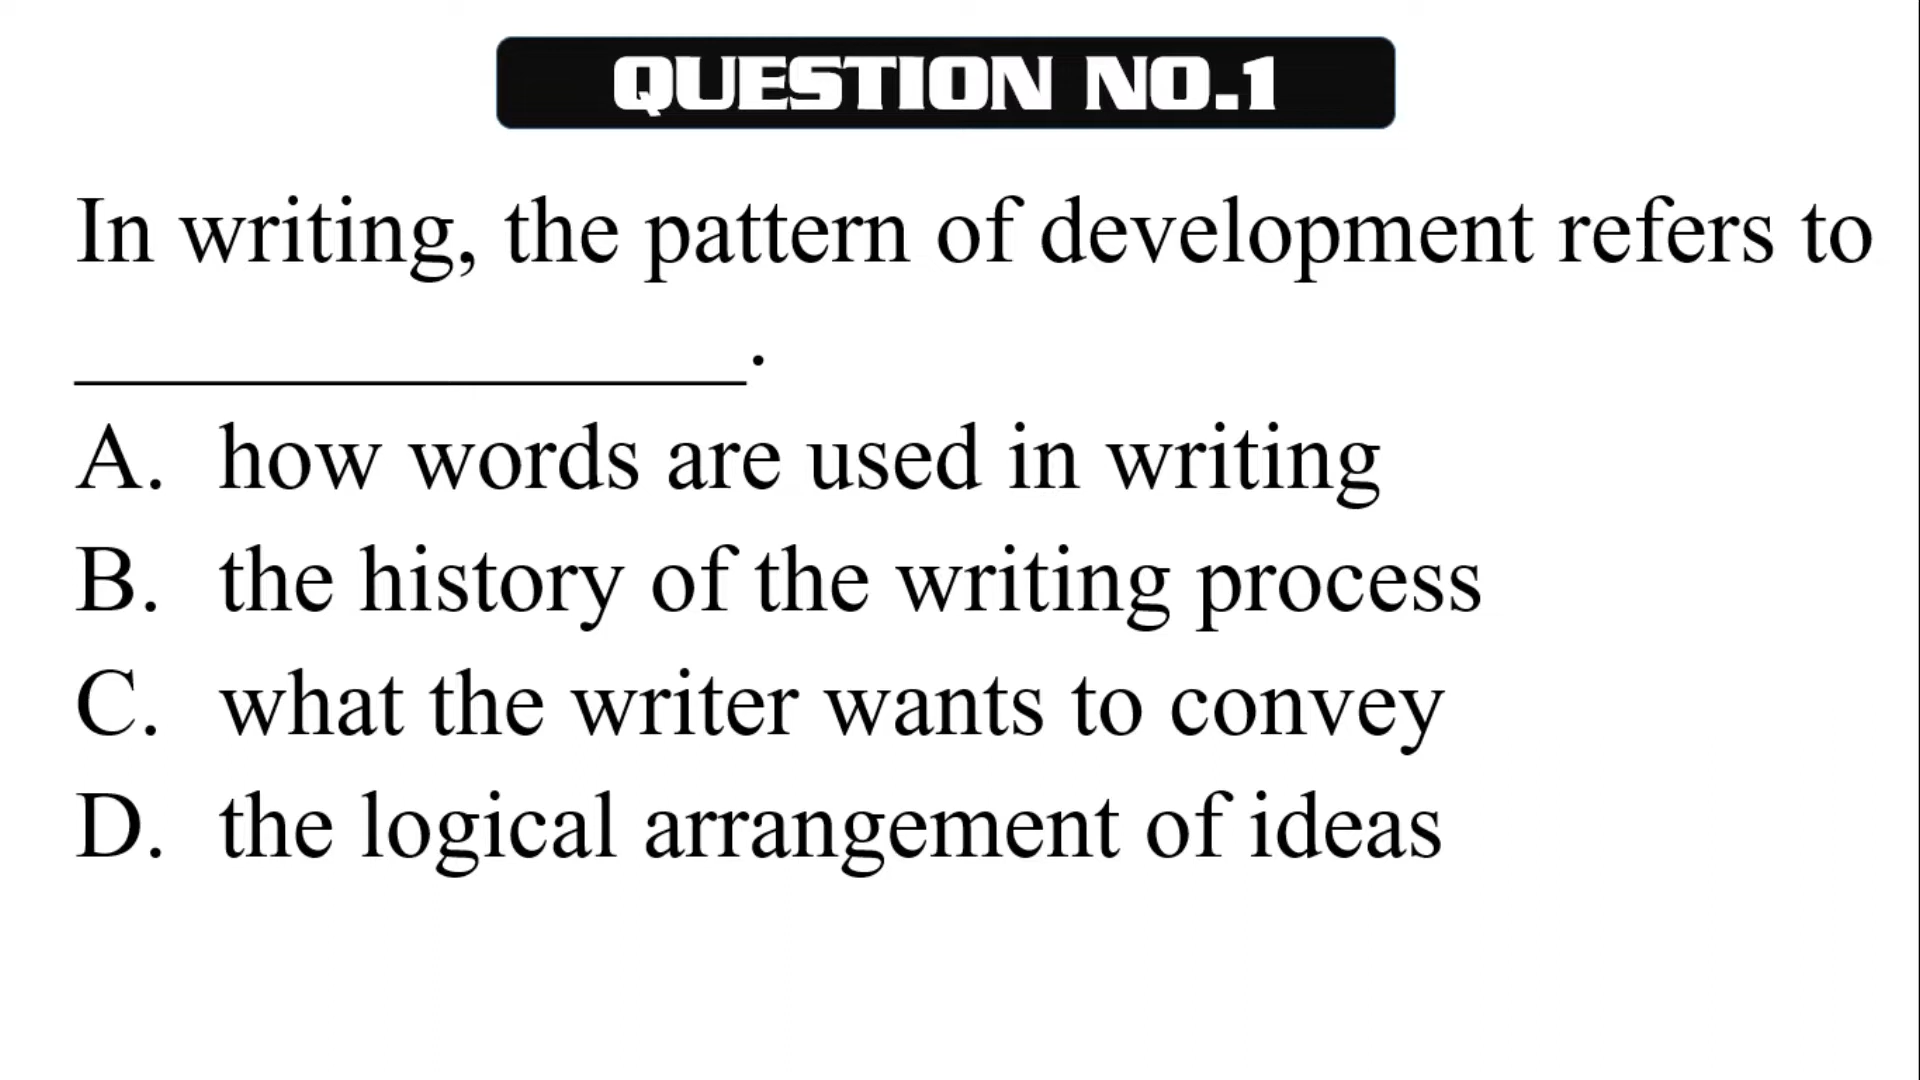 QUESTION NO.1
In writing, the pattern of development refers to
________________.
A. how words are used in writing
B. the history of the writing process
C. what the writer wants to convey
D. the logical arrangement of ideas